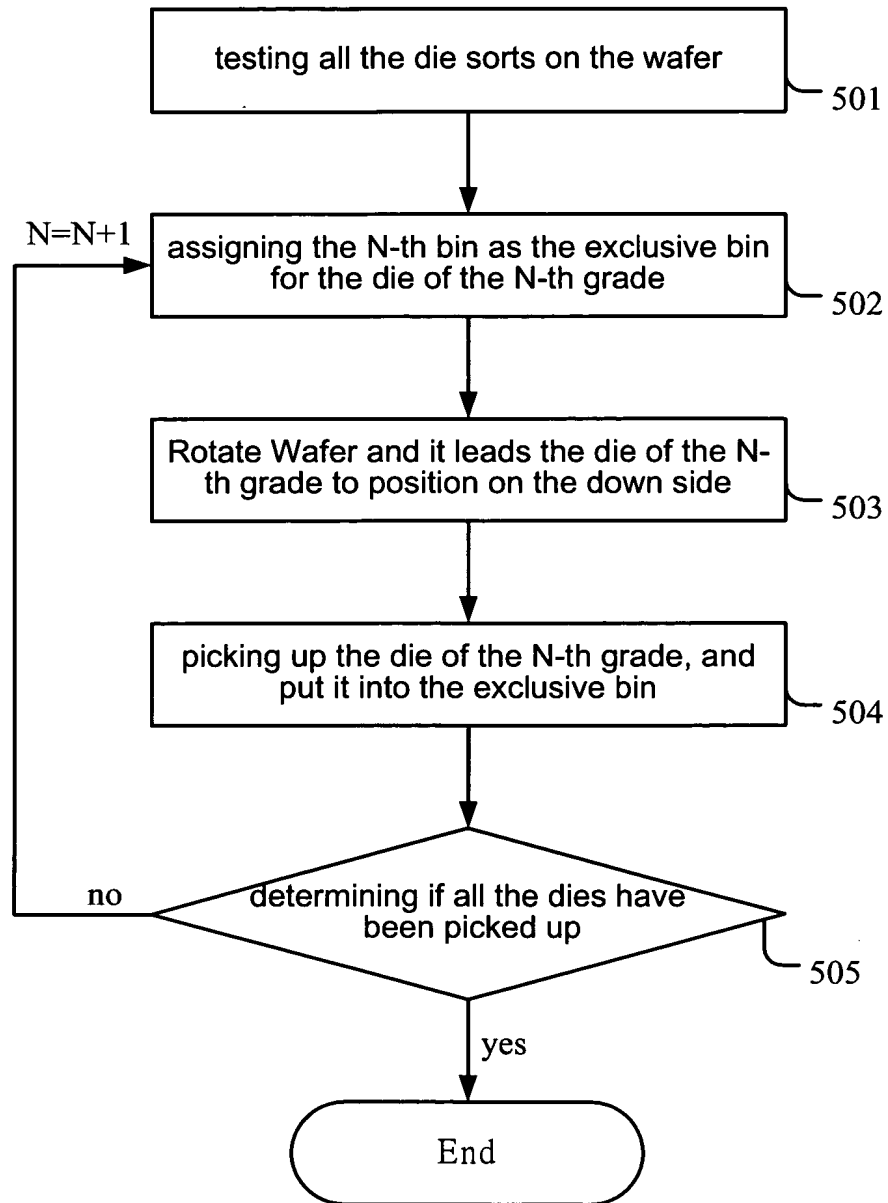 testing all the die sorts on the wafer
501
N=N+1
assigning the N-th bin as the exclusive bin
for the die of the N-th grade
502
Rotate Wafer and it leads the die of the N-
th grade to position on the down side
503
picking up the die of the N-th grade, and
put it into the exclusive bin
504
no
determining if all the dies have
been picked up
505
yes
End